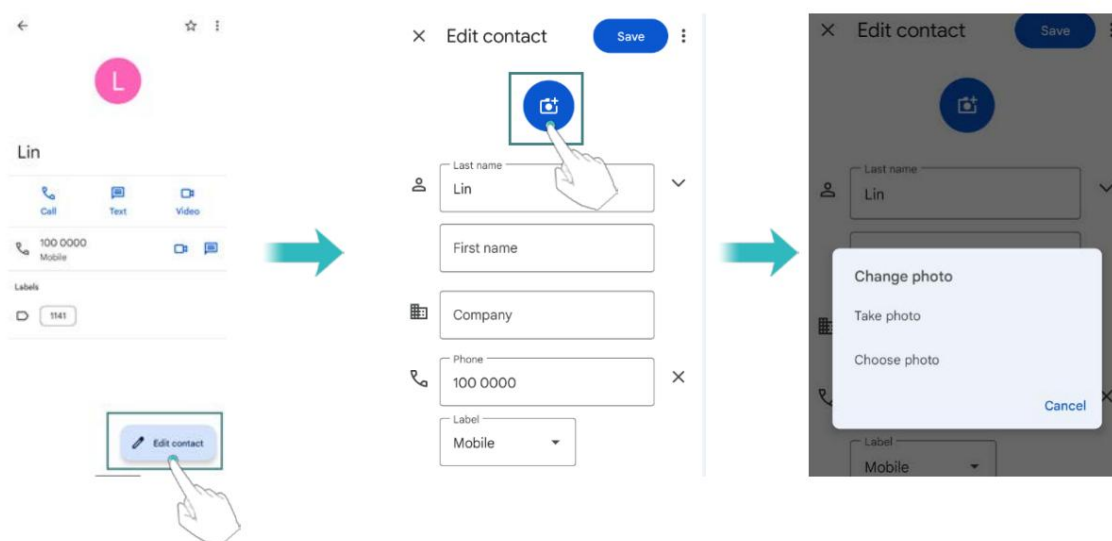 L
Lin
Call Text Video
100 0000
Mobile
Labels
1141
Edit contact
Edit contact Save
Last name
Lin
First name
Company
Phone
100 0000
Label
Mobile
Edit contact Save
Last name
Lin
Change photo
Take photo
Choose photo
Cancel
Label
Mobile